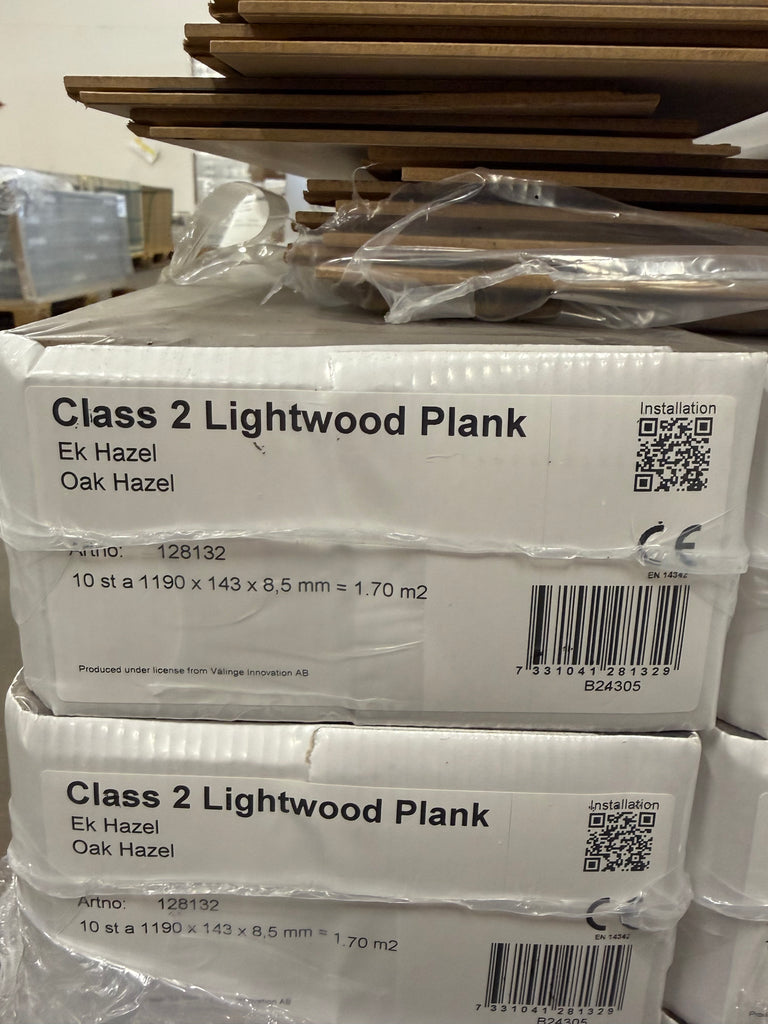 Class 2 Lightwood Plank
Ek Hazel
Oak Hazel
Installation
Artno: 128132
CE
EN 14342
10 st a 1190 x 143 x 8,5 mm = 1.70 m2
Produced under license from Välinge Innovation AB
7 331041 281329
B24305
Class 2 Lightwood Plank
Ek Hazel
Oak Hazel
Installation
Artno: 128132
CE
EN 14342
10 st a 1190 x 143 x 8,5 mm = 1.70 m2
AB
7 331041 281329
B24305